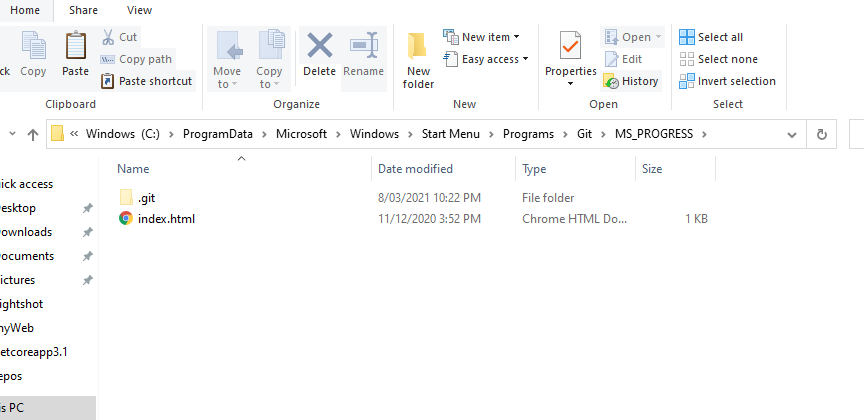 Home Share View
Cut
Copy path
Paste shortcut
Copy
Paste
Clipboard
Move to
Copy to
Delete
Rename
Organize
New folder
New item
Easy access
New
Properties
Open
Edit
History
Open
Select all
Select none
Invert selection
Select
« Windows (C:) > ProgramData > Microsoft > Windows > Start Menu > Programs > Git > MS_PROGRESS >
Name Date modified Type Size
.git 8/03/2021 10:22 PM File folder
index.html 11/12/2020 3:52 PM Chrome HTML Do... 1 KB
uick access
esktop
ownloads
ocuments
ictures
ightshot
nyWeb
etcoreapp3.1
epos
is PC